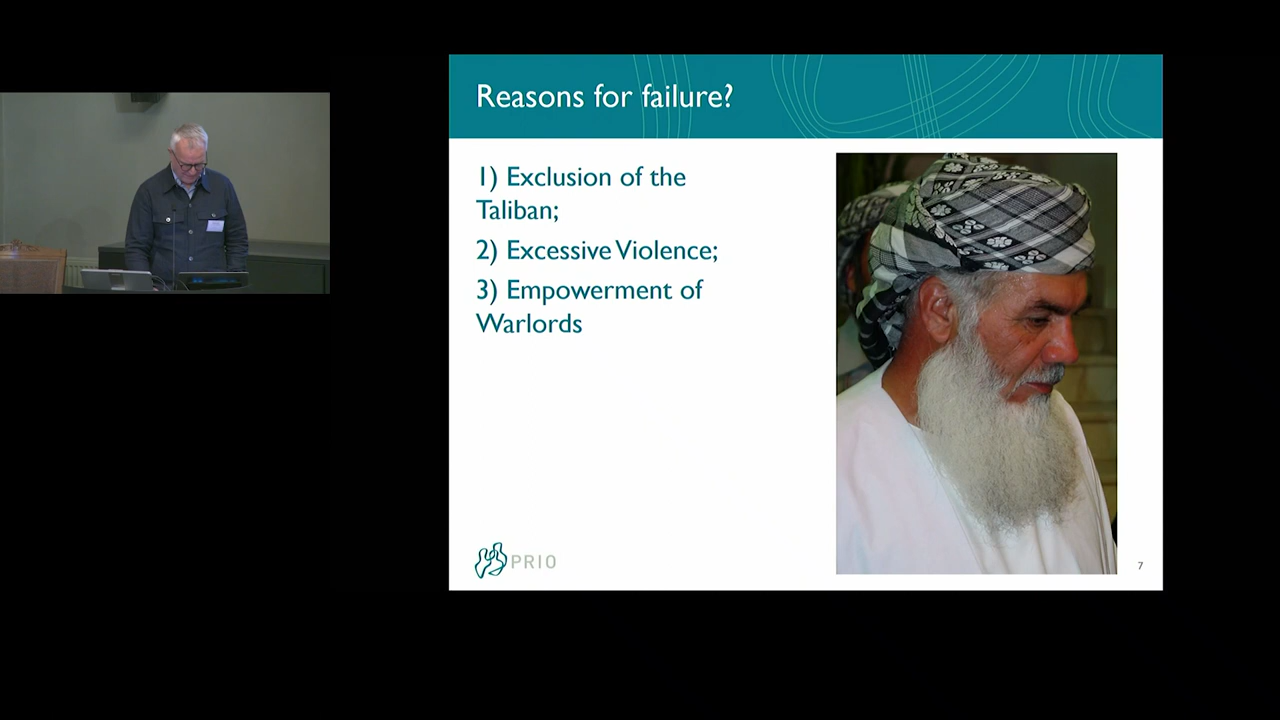 Reasons for failure?
1) Exclusion of the
Taliban;
2) Excessive Violence;
3) Empowerment of
Warlords
PRIO
7